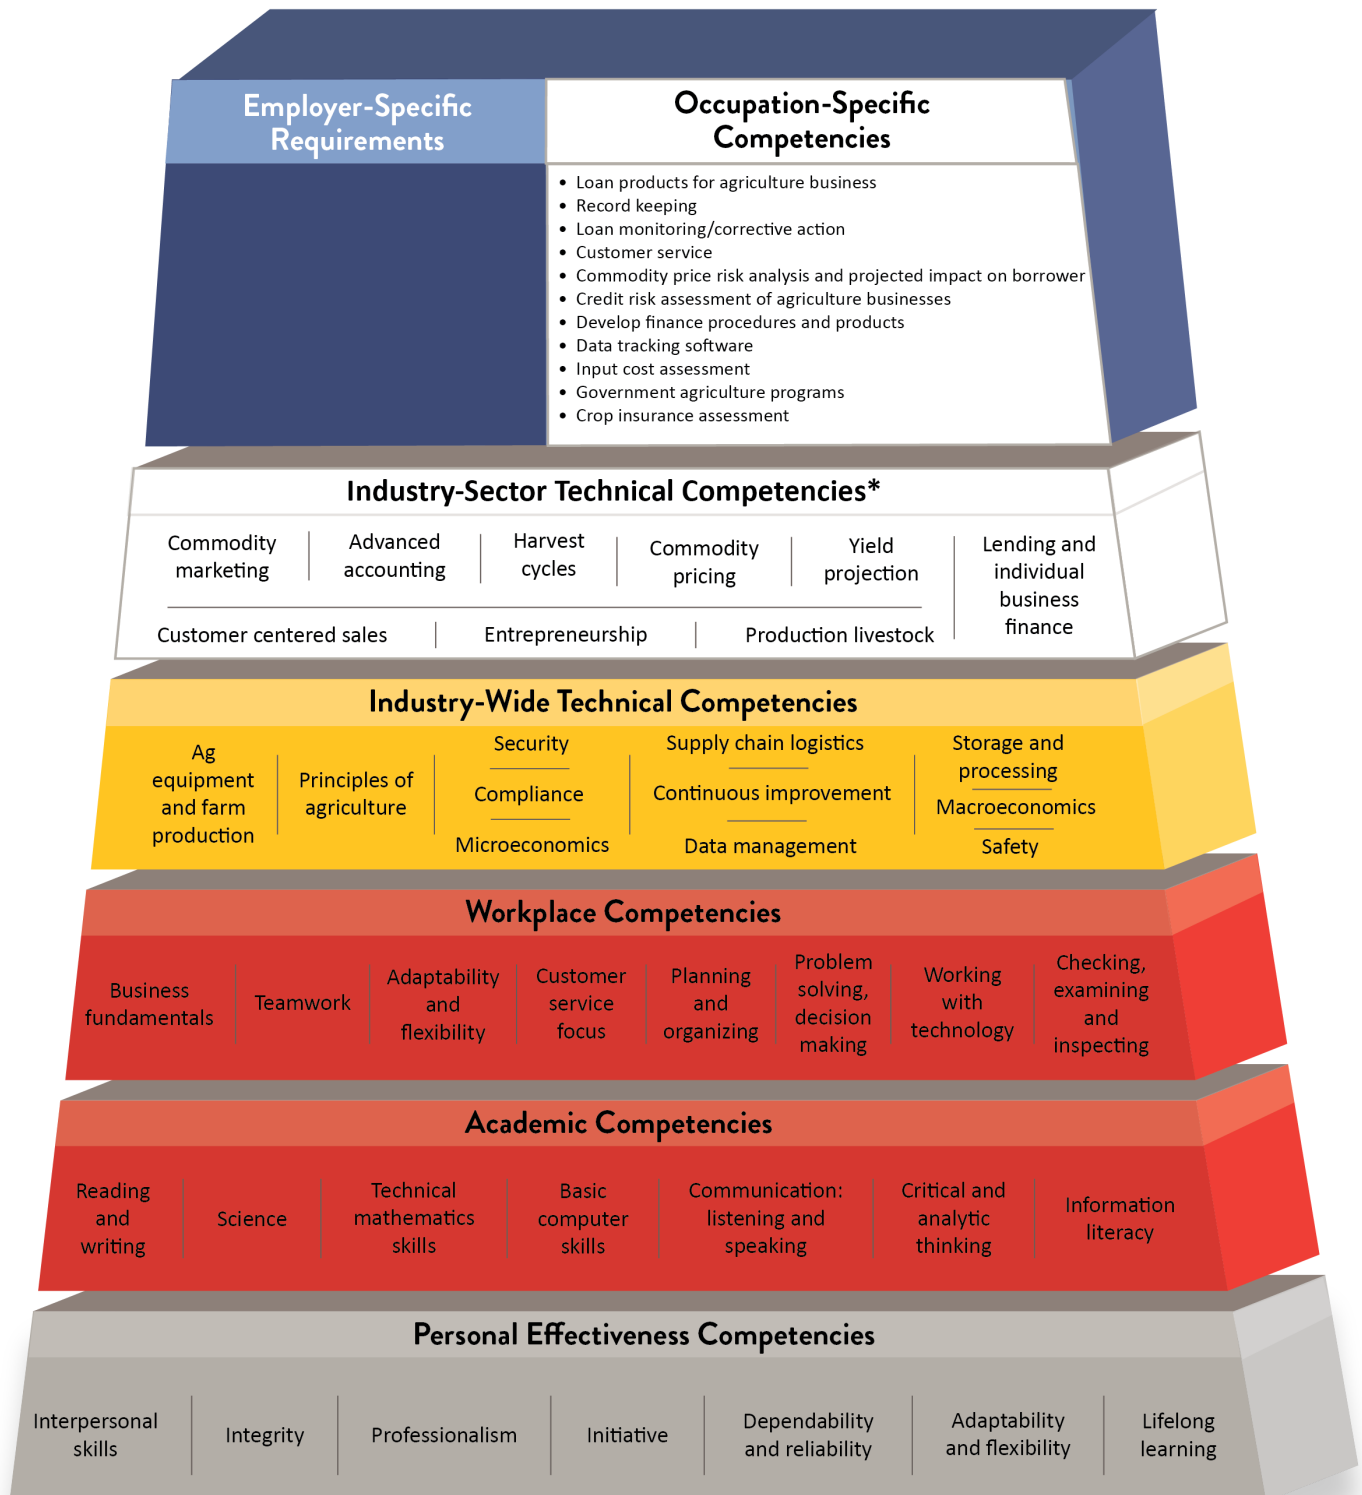 Employer-Specific
Requirements
Occupation-Specific
Competencies
• Loan products for agriculture business
• Record keeping
• Loan monitoring/corrective action
• Customer service
• Commodity price risk analysis and projected impact on borrower
• Credit risk assessment of agriculture businesses
• Develop finance procedures and products
• Data tracking software
• Input cost assessment
• Government agriculture programs
• Crop insurance assessment
Industry-Sector Technical Competencies*
Commodity
marketing
Advanced
accounting
Harvest
cycles
Commodity
pricing
Yield
projection
Lending and
individual
business
finance
Customer centered sales
Entrepreneurship
Production livestock
Industry-Wide Technical Competencies
Ag
equipment
and farm
production
Principles of
agriculture
Security
Compliance
Microeconomics
Supply chain logistics
Continuous improvement
Data management
Storage and
processing
Macroeconomics
Safety
Workplace Competencies
Business
fundamentals
Teamwork
Adaptability
and
flexibility
Customer
service
focus
Planning
and
organizing
Problem
solving,
decision
making
Working
with
technology
Checking,
examining
and
inspecting
Academic Competencies
Reading
and
writing
Science
Technical
mathematics
skills
Basic
computer
skills
Communication:
listening and
speaking
Critical and
analytic
thinking
Information
literacy
Personal Effectiveness Competencies
Interpersonal
skills
Integrity
Professionalism
Initiative
Dependability
and reliability
Adaptability
and flexibility
Lifelong
learning